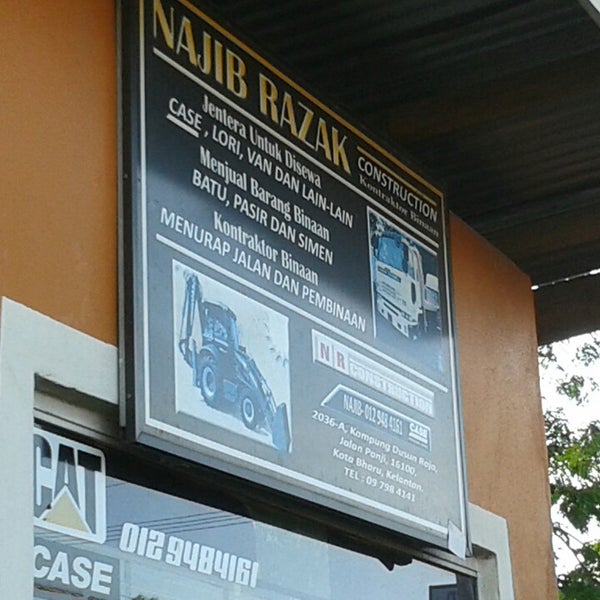 NAJIB RAZAK
CONSTRUCTION
Kontraktor Binaan
Jentera Untuk Disewa
CASE, LORI, VAN DAN LAIN-LAIN
Menjual Barang Binaan
BATU, PASIR DAN SIMEN
Kontraktor Binaan
MENURAP JALAN DAN PEMBINAAN
N R
CONSTRUCTION
NAJIB- 012 948 4161
CASE
2036-A, Kampung Dusun Raja,
Jalan Panji, 16100,
Kota Bharu, Kelantan.
TEL : 09 798 4141
CAT
012 9484161
CASE